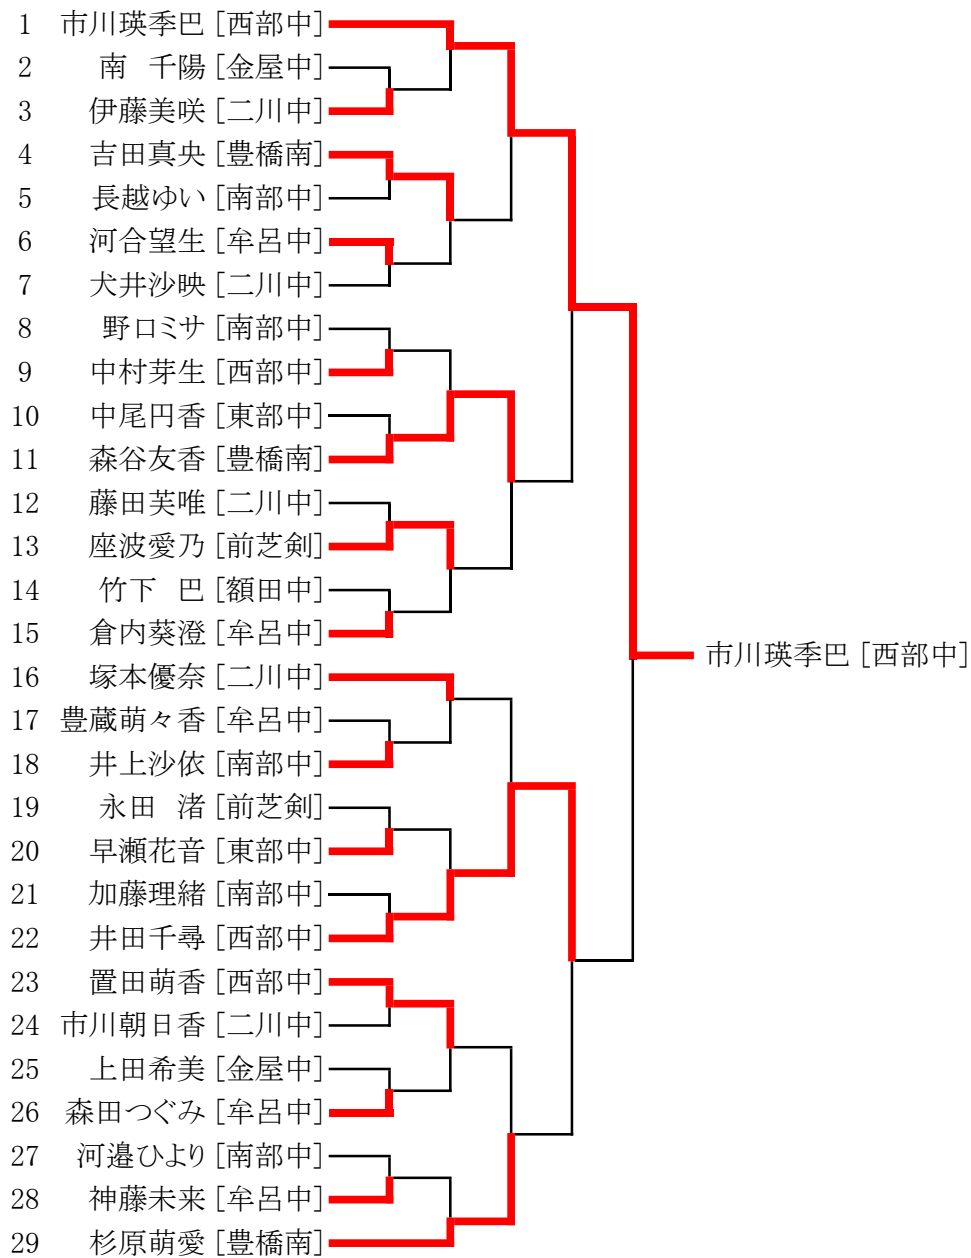 1 市川瑛季巴 [西部中]
2 南 千陽 [金屋中]
3 伊藤美咲 [二川中]
4 吉田真央 [豊橋南]
5 長越ゆい [南部中]
6 河合望生 [牟呂中]
7 犬井沙映 [二川中]
8 野口ミサ [南部中]
9 中村芽生 [西部中]
10 中尾円香 [東部中]
11 森谷友香 [豊橋南]
12 藤田芙唯 [二川中]
13 座波愛乃 [前芝剣]
14 竹下 巴 [額田中]
15 倉内葵澄 [牟呂中]
市川瑛季巴 [西部中]
16 塚本優奈 [二川中]
17 豊蔵萌々香 [牟呂中]
18 井上沙依 [南部中]
19 永田 渚 [前芝剣]
20 早瀬花音 [東部中]
21 加藤理緒 [南部中]
22 井田千尋 [西部中]
23 置田萌香 [西部中]
24 市川朝日香 [二川中]
25 上田希美 [金屋中]
26 森田つぐみ [牟呂中]
27 河邉ひより [南部中]
28 神藤未来 [牟呂中]
29 杉原萌愛 [豊橋南]